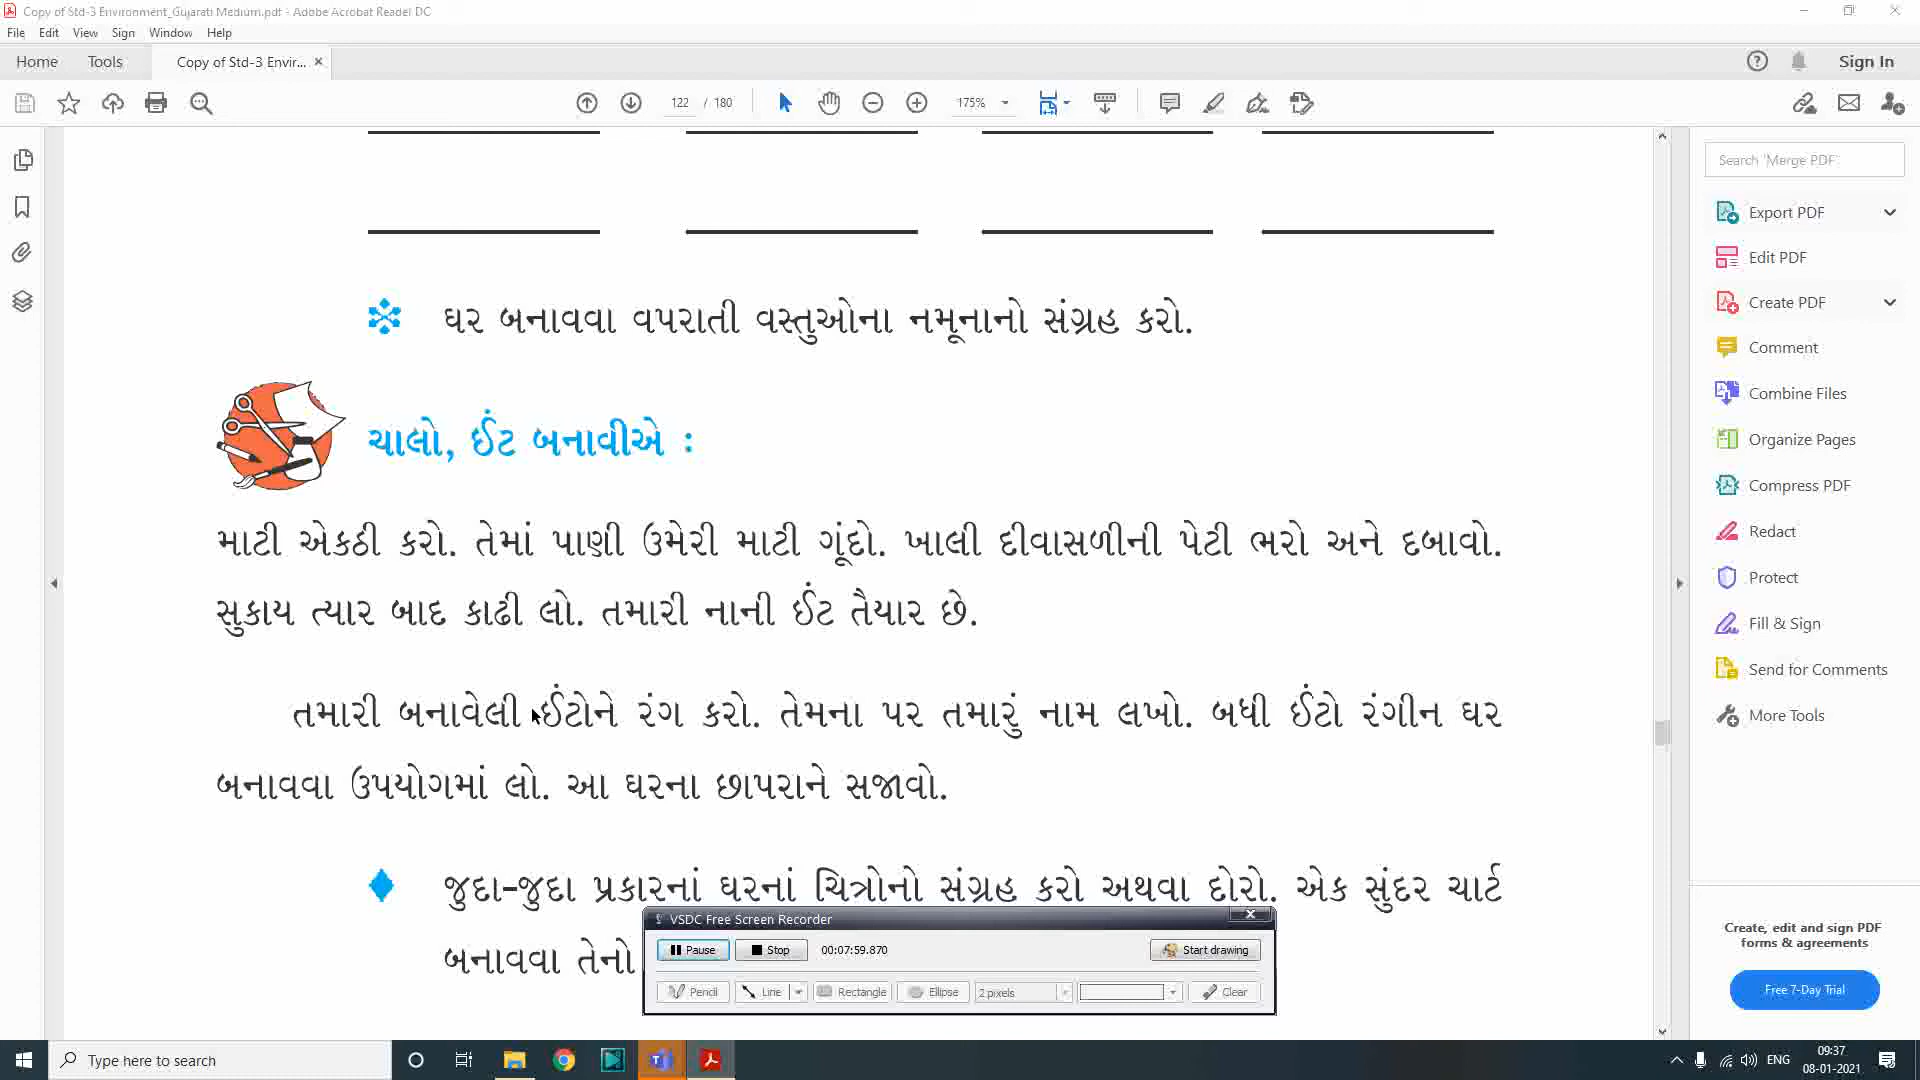 Copy of Std-3 Environment_Gujarati Medium.pdf - Adobe Acrobat Reader DC
File Edit View Sign Window Help
Home Tools Copy of Std-3 Envir... × Sign In
122 / 180 175%
Search 'Merge PDF'
Export PDF
Edit PDF
Create PDF
Comment
Combine Files
Organize Pages
Compress PDF
Redact
Protect
Fill & Sign
Send for Comments
More Tools
Create, edit and sign PDF
forms & agreements
Free 7-Day Trial
ઘર બનાવવા વપરાતી વસ્તુઓના નમૂનાનો સંગ્રહ કરો.
ચાલો, ઈંટ બનાવીએ :
માટી એકઠી કરો. તેમાં પાણી ઉમેરી માટી ગૂંદો. ખાલી દીવાસળીની પેટી ભરો અને દબાવો.
સુકાય ત્યાર બાદ કાઢી લો. તમારી નાની ઈંટ તૈયાર છે.
તમારી બનાવેલી ઈંટોને રંગ કરો. તેમના પર તમારું નામ લખો. બધી ઈંટો રંગીન ઘર
બનાવવા ઉપયોગમાં લો. આ ઘરના છાપરાને સજાવો.
જુદા-જુદા પ્રકારનાં ઘરનાં ચિત્રોનો સંગ્રહ કરો અથવા દોરો. એક સુંદર ચાર્ટ
બનાવવા તેનો
VSDC Free Screen Recorder
Pause Stop 00:07:59.870 Start drawing
Pencil Line Rectangle Ellipse 2 pixels Clear
Type here to search
ENG
09:37
08-01-2021